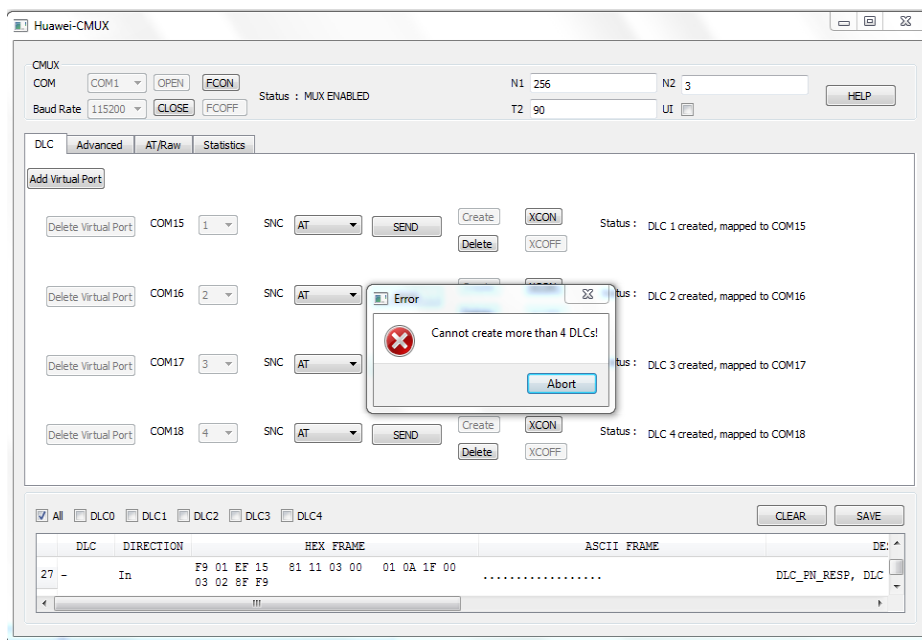 Huawei-CMUX
CMUX
COM COM1 OPEN FCON
Status : MUX ENABLED
Baud Rate 115200 CLOSE FCOFF
N1 256 N2 3
T2 90 UI
HELP
DLC Advanced AT/Raw Statistics
Add Virtual Port
Delete Virtual Port COM15 1 SNC AT SEND Create XCON Status : DLC 1 created, mapped to COM15
Delete XCOFF
Delete Virtual Port COM16 2 SNC AT DLC 2 created, mapped to COM16
Error
Cannot create more than 4 DLCs!
Abort
Delete Virtual Port COM17 3 SNC AT tus : DLC 3 created, mapped to COM17
Delete Virtual Port COM18 4 SNC AT SEND Create XCON Status : DLC 4 created, mapped to COM18
Delete XCOFF
All DLC0 DLC1 DLC2 DLC3 DLC4 CLEAR SAVE
DLC DIRECTION HEX FRAME ASCII FRAME DE
27 - In F9 01 EF 15 81 11 03 00 01 0A 1F 00 .................. DLC_PN_RESP, DLC
03 02 8F F9